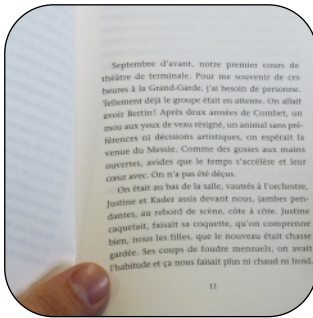 Septembre d'avant, notre premier cours de
théâtre de terminale. Pour me souvenir de ces
heures à la Grand-Garde, j'ai besoin de personne.
Tellement déjà le groupe était en attente. On allait
avoir Bertin! Après deux années de Combet, un
mou aux yeux de veau résigné, un animal sans pré-
férences ni décisions artistiques, on espérait la
venue du Messie. Comme des gosses aux mains
ouvertes, avides que le temps s'accélère et leur
cœur avec. On n'a pas été déçus.
On était au bas de la salle, vautrés à l'orchestre,
Justine et Kader assis devant nous, jambes pen-
dantes, au rebord de scène, côte à côte. Justine
caquetait, faisait sa coquette, qu'on comprenne
bien, nous les filles, que le nouveau était chasse
gardée. Ses coups de foudre mensuels, on avait
l'habitude et ça nous faisait plus ni chaud ni froid.
11